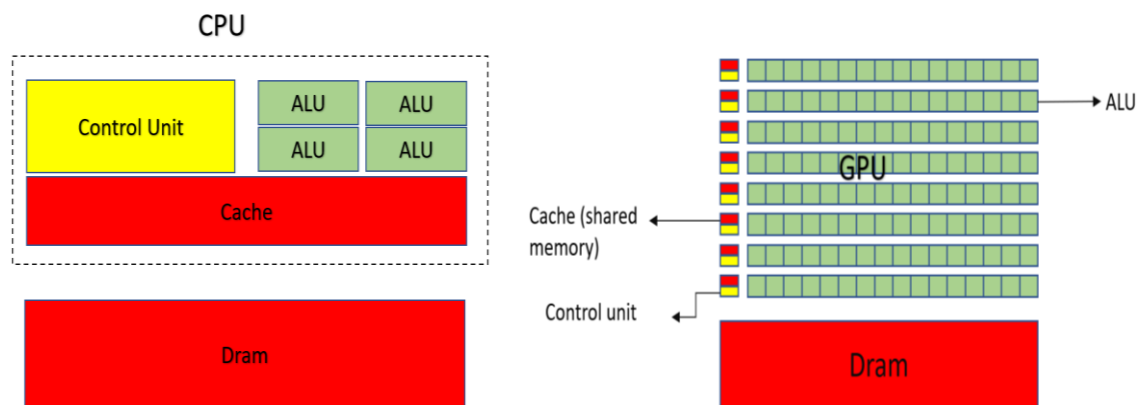 CPU
Control Unit
ALU
ALU
ALU
ALU
Cache
Dram
GPU
ALU
Cache (shared
memory)
Control unit
Dram